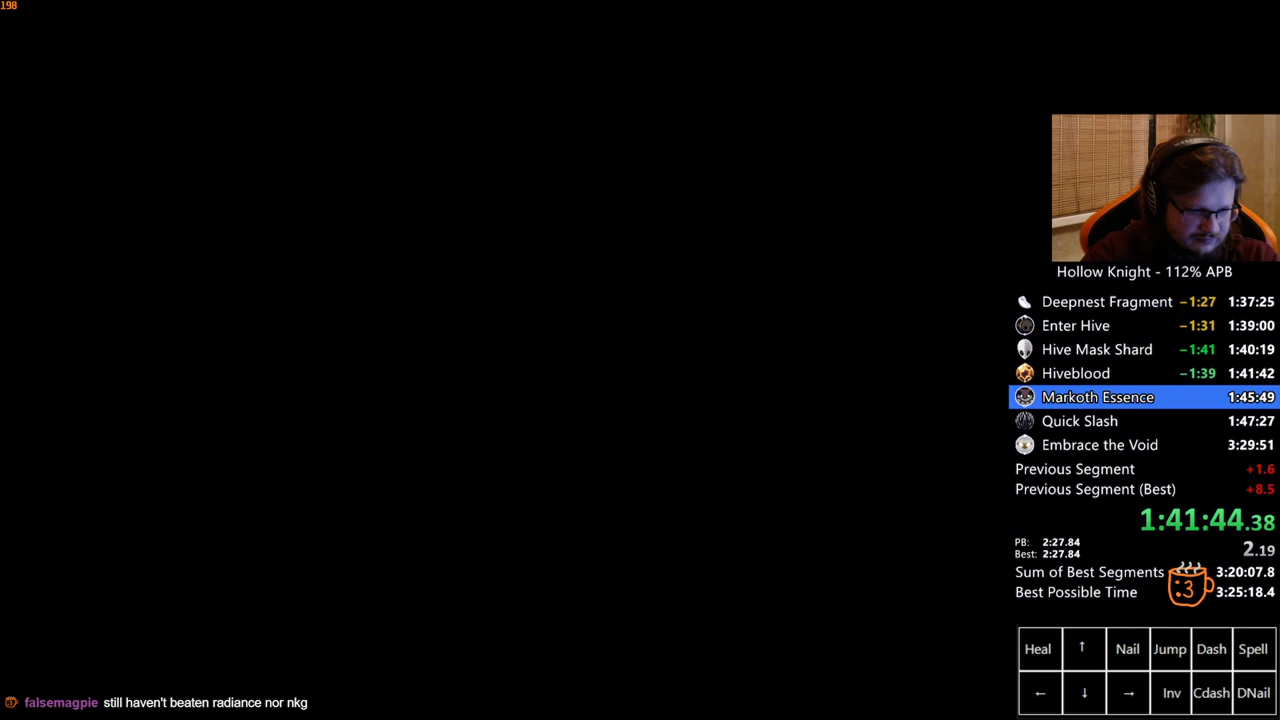 198
Hollow Knight - 112% APB
Deepnest Fragment −1:27 1:37:25
Enter Hive −1:31 1:39:00
Hive Mask Shard −1:41 1:40:19
Hiveblood −1:39 1:41:42
Markoth Essence 1:45:49
Quick Slash 1:47:27
Embrace the Void 3:29:51
Previous Segment +1.6
Previous Segment (Best) +8.5
1:41:44.38
PB: 2:27.84 2.19
Best: 2:27.84
Sum of Best Segments 3:20:07.8
Best Possible Time :3 3:25:18.4
Heal ↑ Nail Jump Dash Spell
← ↓ → Inv Cdash DNail
falsemagpie still haven't beaten radiance nor nkg